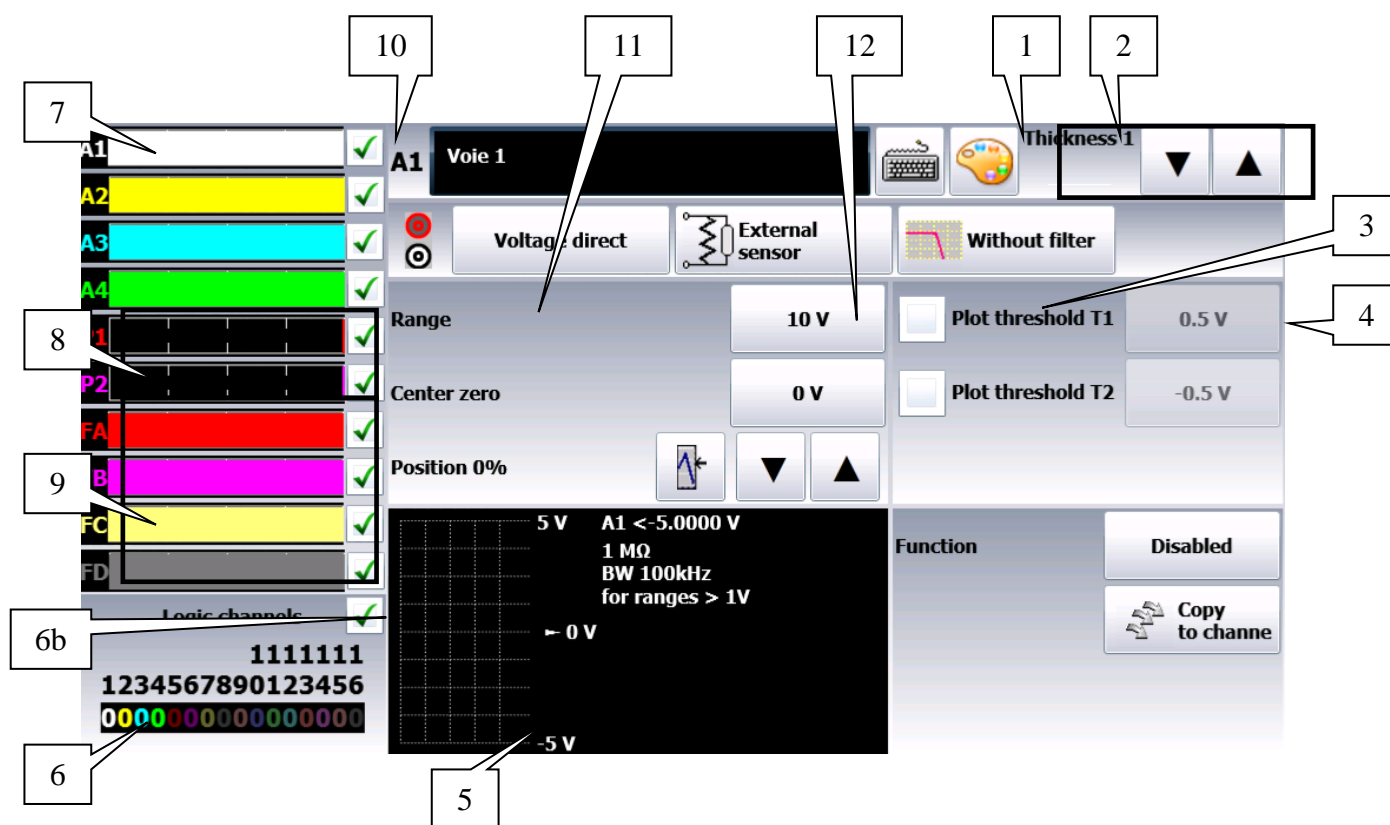 10
11
12
1
2
7
A1
A1
Voie 1
Thickness 1
A2
A3
Voltage direct
External
sensor
Without filter
3
A4
8
P1
Range
10 V
Plot threshold T1
0.5 V
4
P2
Center zero
0 V
Plot threshold T2
-0.5 V
FA
9
FB
Position 0%
FC
FD
5 V
A1 <-5.0000 V
1 MΩ
BW 100kHz
for ranges > 1V
0 V
-5 V
Function
Disabled
Copy
to channe
6b
Logic channels
1111111
1234567890123456
0000000000000000
6
5